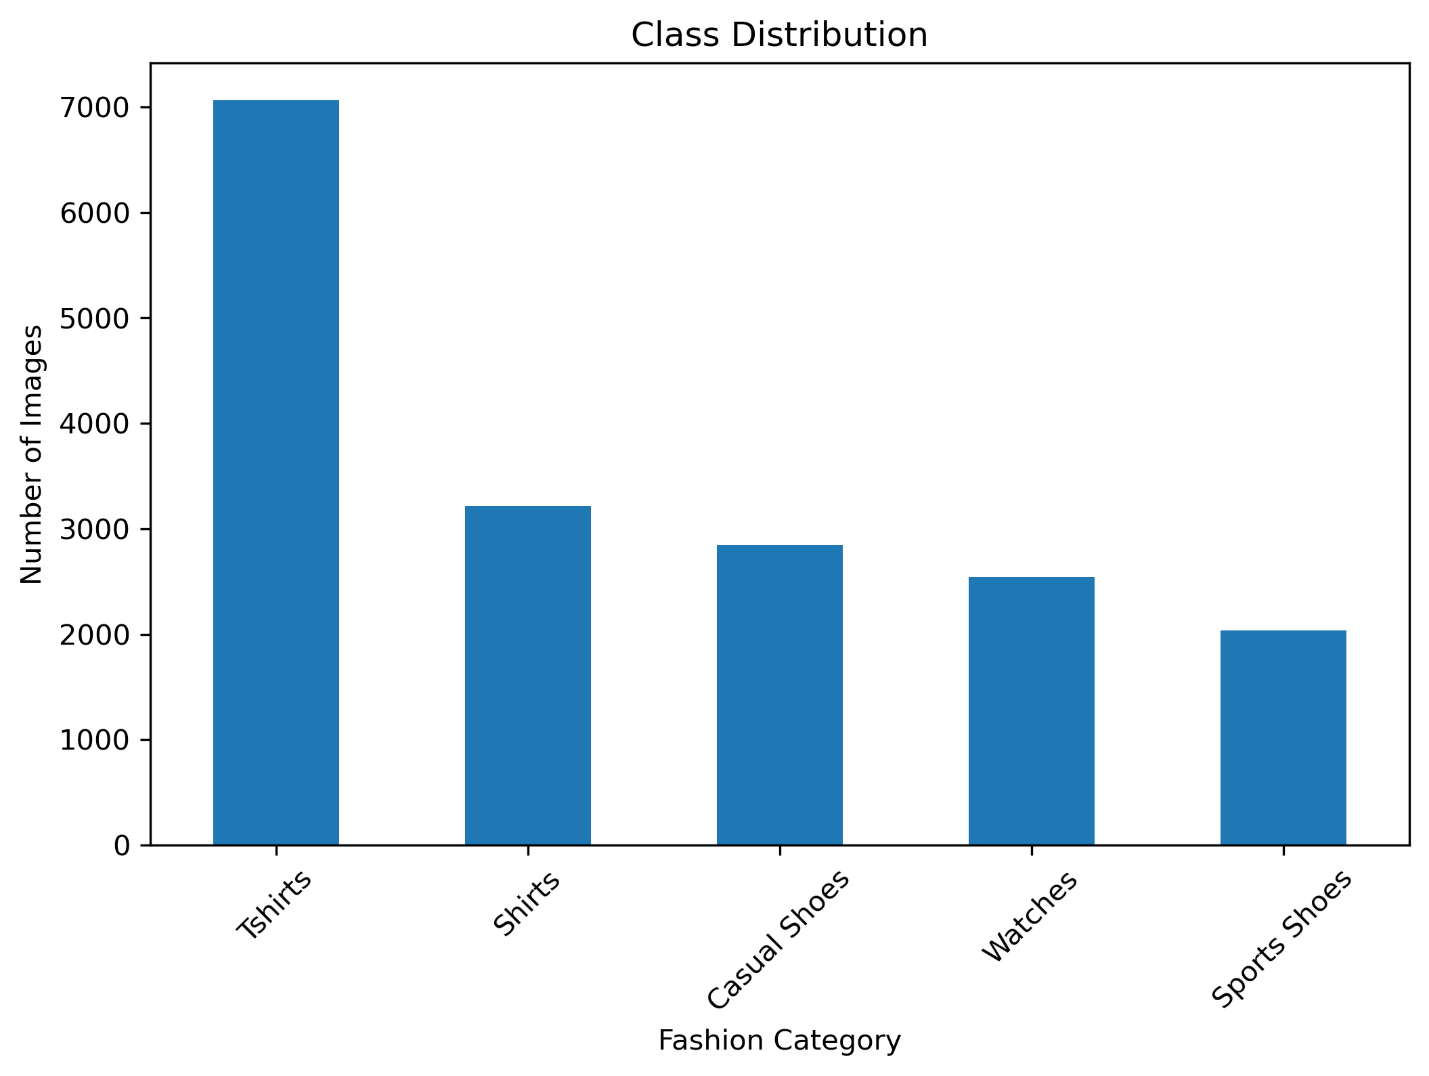 Class Distribution
7000
6000
5000
4000
3000
2000
1000
0
Number of Images
Tshirts
Shirts
Casual Shoes
Watches
Sports Shoes
Fashion Category